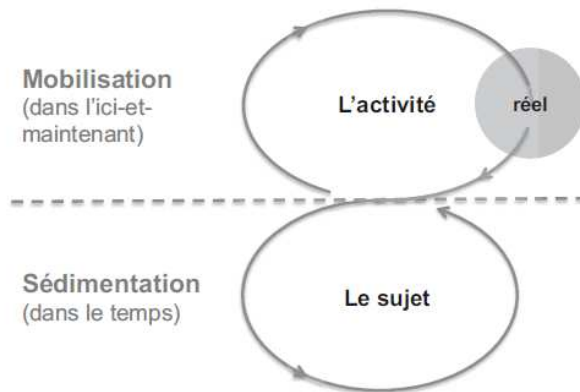 Mobilisation
(dans l'ici-et-
maintenant)
L'activité
réel
Sédimentation
(dans le temps)
Le sujet